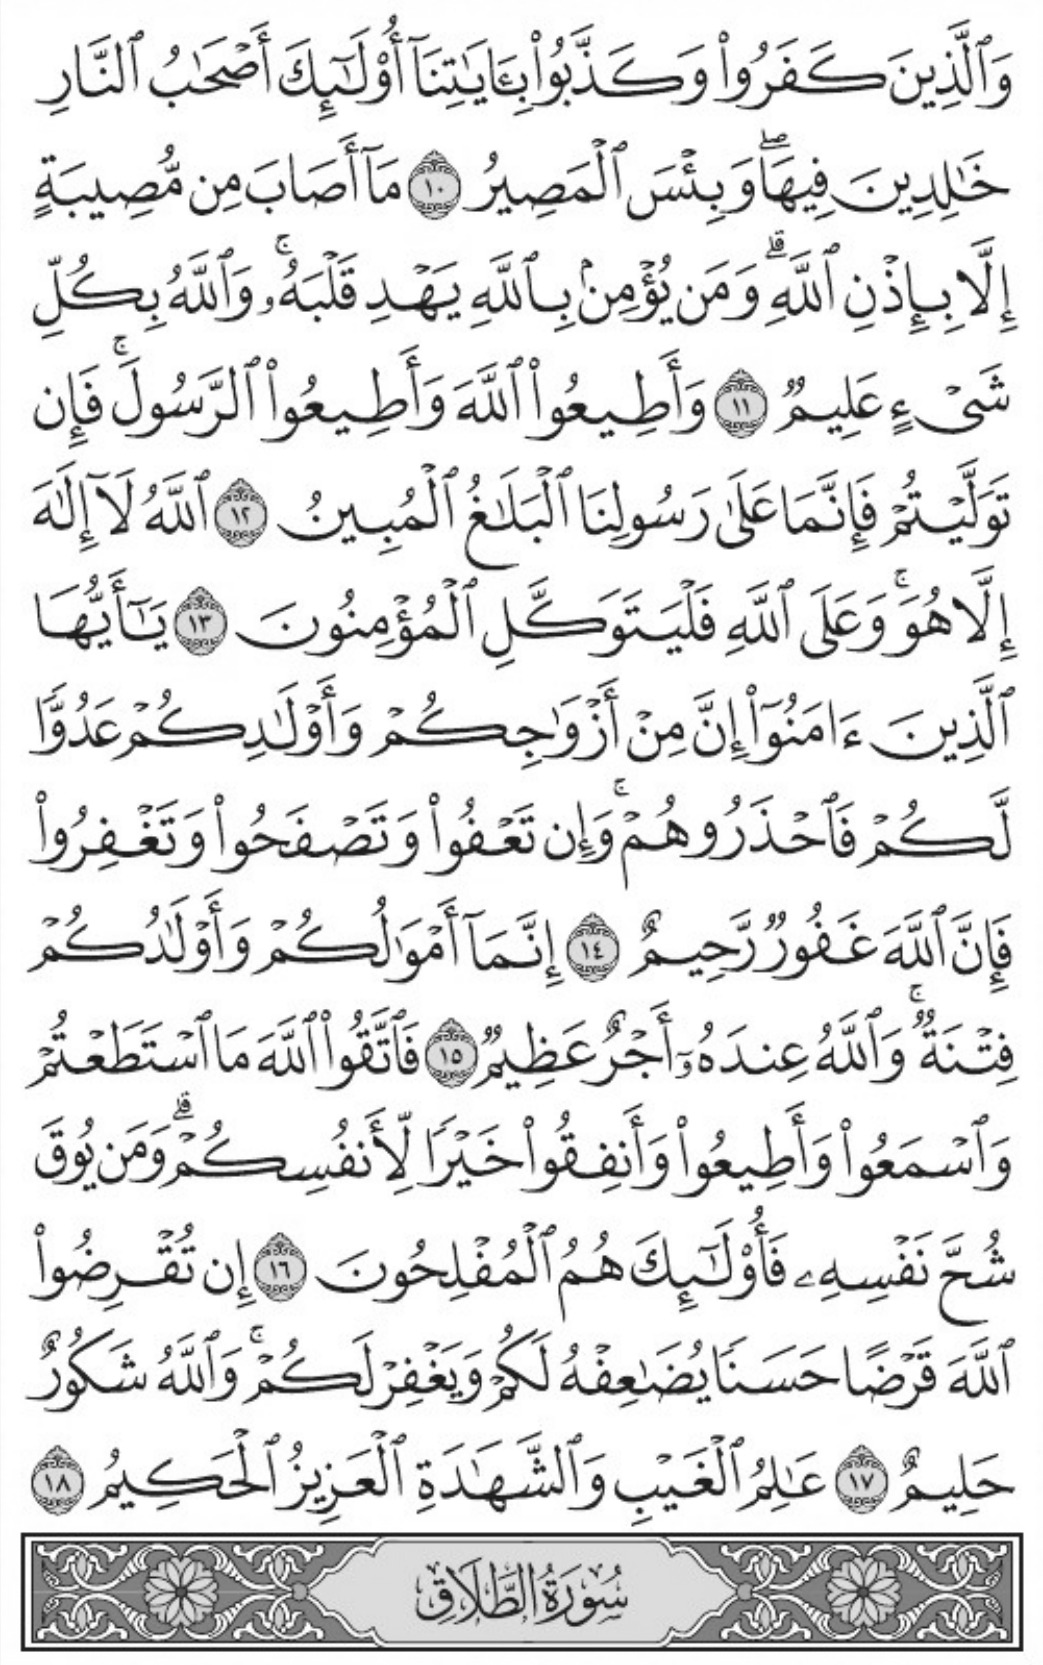 وَٱلَّذِينَ كَفَرُوا۟ وَكَذَّبُوا۟ بِـَٔايَـٰتِنَآ أُو۟لَـٰٓئِكَ أَصْحَـٰبُ ٱلنَّارِ
خَـٰلِدِينَ فِيهَا ۖ وَبِئْسَ ٱلْمَصِيرُ ١٠ مَآ أَصَابَ مِن مُّصِيبَةٍ
إِلَّا بِإِذْنِ ٱللَّهِ ۗ وَمَن يُؤْمِنۢ بِٱللَّهِ يَهْدِ قَلْبَهُۥ ۚ وَٱللَّهُ بِكُلِّ
شَىْءٍ عَلِيمٌ ١١ وَأَطِيعُوا۟ ٱللَّهَ وَأَطِيعُوا۟ ٱلرَّسُولَ ۚ فَإِن
تَوَلَّيْتُمْ فَإِنَّمَا عَلَىٰ رَسُولِنَا ٱلْبَلَـٰغُ ٱلْمُبِينُ ١٢ ٱللَّهُ لَآ إِلَـٰهَ
إِلَّا هُوَ ۚ وَعَلَى ٱللَّهِ فَلْيَتَوَكَّلِ ٱلْمُؤْمِنُونَ ١٣ يَـٰٓأَيُّهَا
ٱلَّذِينَ ءَامَنُوٓا۟ إِنَّ مِنْ أَزْوَٰجِكُمْ وَأَوْلَـٰدِكُمْ عَدُوًّا
لَّكُمْ فَٱحْذَرُوهُمْ ۚ وَإِن تَعْفُوا۟ وَتَصْفَحُوا۟ وَتَغْفِرُوا۟
فَإِنَّ ٱللَّهَ غَفُورٌ رَّحِيمٌ ١٤ إِنَّمَآ أَمْوَٰلُكُمْ وَأَوْلَـٰدُكُمْ
فِتْنَةٌ ۚ وَٱللَّهُ عِندَهُۥٓ أَجْرٌ عَظِيمٌ ١٥ فَٱتَّقُوا۟ ٱللَّهَ مَا ٱسْتَطَعْتُمْ
وَٱسْمَعُوا۟ وَأَطِيعُوا۟ وَأَنفِقُوا۟ خَيْرًا لِّأَنفُسِكُمْ ۗ وَمَن يُوقَ
شُحَّ نَفْسِهِۦ فَأُو۟لَـٰٓئِكَ هُمُ ٱلْمُفْلِحُونَ ١٦ إِن تُقْرِضُوا۟
ٱللَّهَ قَرْضًا حَسَنًا يُضَـٰعِفْهُ لَكُمْ وَيَغْفِرْ لَكُمْ ۚ وَٱللَّهُ شَكُورٌ
حَلِيمٌ ١٧ عَـٰلِمُ ٱلْغَيْبِ وَٱلشَّهَـٰدَةِ ٱلْعَزِيزُ ٱلْحَكِيمُ ١٨
سُورَةُ الطَّلَاقِ